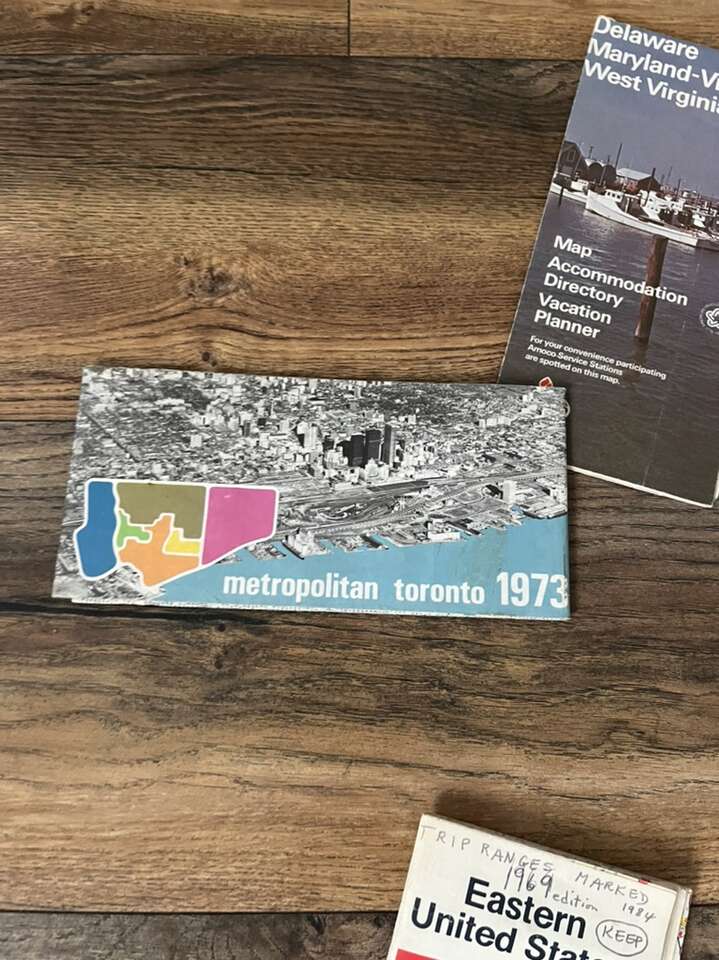 Delaware
Maryland-Vi
West Virginia
Map
Accommodation
Directory
Vacation
Planner
For your convenience participating
Amoco Service Stations
are spotted on this map.
metropolitan toronto 1973
TRIP RANGES MARKED
1969 edition 1984
Eastern
United State
KEEP